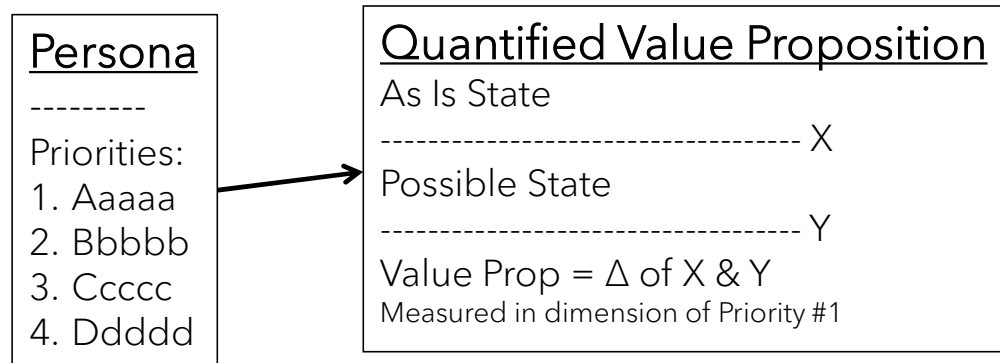 Persona
---------
Priorities:
1. Aaaaa
2. Bbbbb
3. Ccccc
4. Ddddd
Quantified Value Proposition
As Is State
----------------------------------- X
Possible State
----------------------------------- Y
Value Prop = Δ of X & Y
Measured in dimension of Priority #1